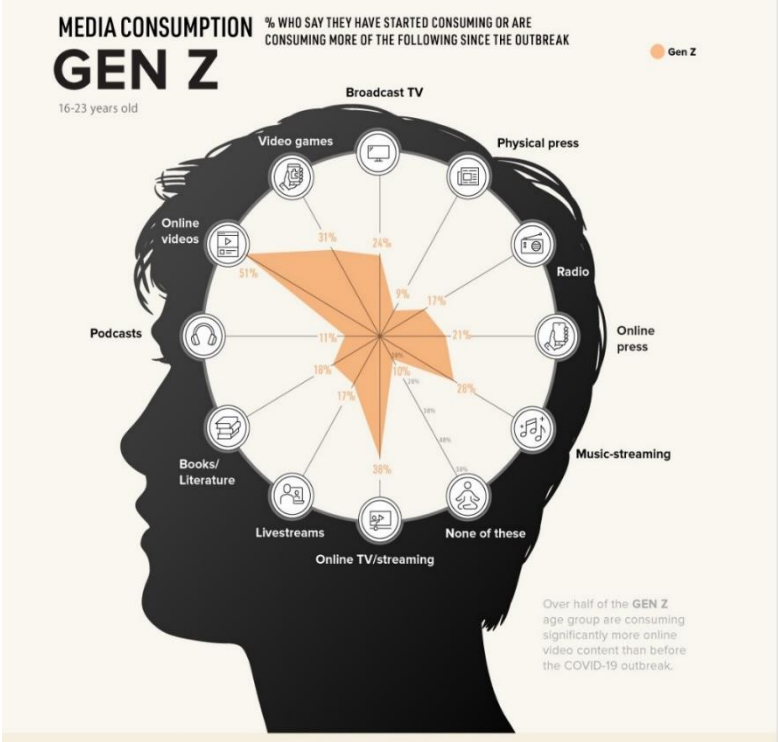 MEDIA CONSUMPTION
GEN Z
16-23 years old
% WHO SAY THEY HAVE STARTED CONSUMING OR ARE
CONSUMING MORE OF THE FOLLOWING SINCE THE OUTBREAK
Gen Z
Broadcast TV
Video games
Physical press
Online
videos
Radio
Podcasts
Online
press
Books/
Literature
Music-streaming
Livestreams
None of these
Online TV/streaming
31%
24%
51%
9%
17%
11%
21%
18%
10%
28%
17%
38%
20%
30%
40%
50%
Over half of the GEN Z
age group are consuming
significantly more online
video content than before
the COVID-19 outbreak.